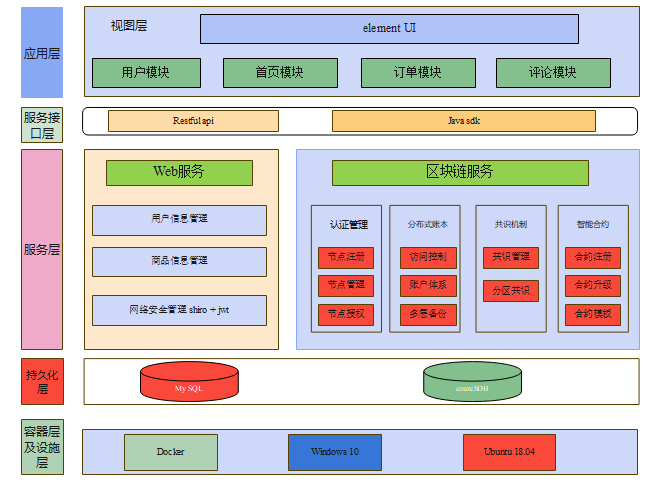 应用层
视图层
element UI
用户模块
首页模块
订单模块
评论模块
服务接
口层
Restful api
Java sdk
服务层
Web服务
用户信息管理
商品信息管理
网络安全管理 shiro + jwt
区块链服务
认证管理
节点注册
节点管理
节点授权
分布式账本
访问控制
账户体系
多层备份
共识机制
共识管理
分区共识
智能合约
合约注册
合约升级
合约模板
持久化
层
My SQL
counchDB
容器层
及设施
层
Docker
Windows 10
Ubuntu 18.04